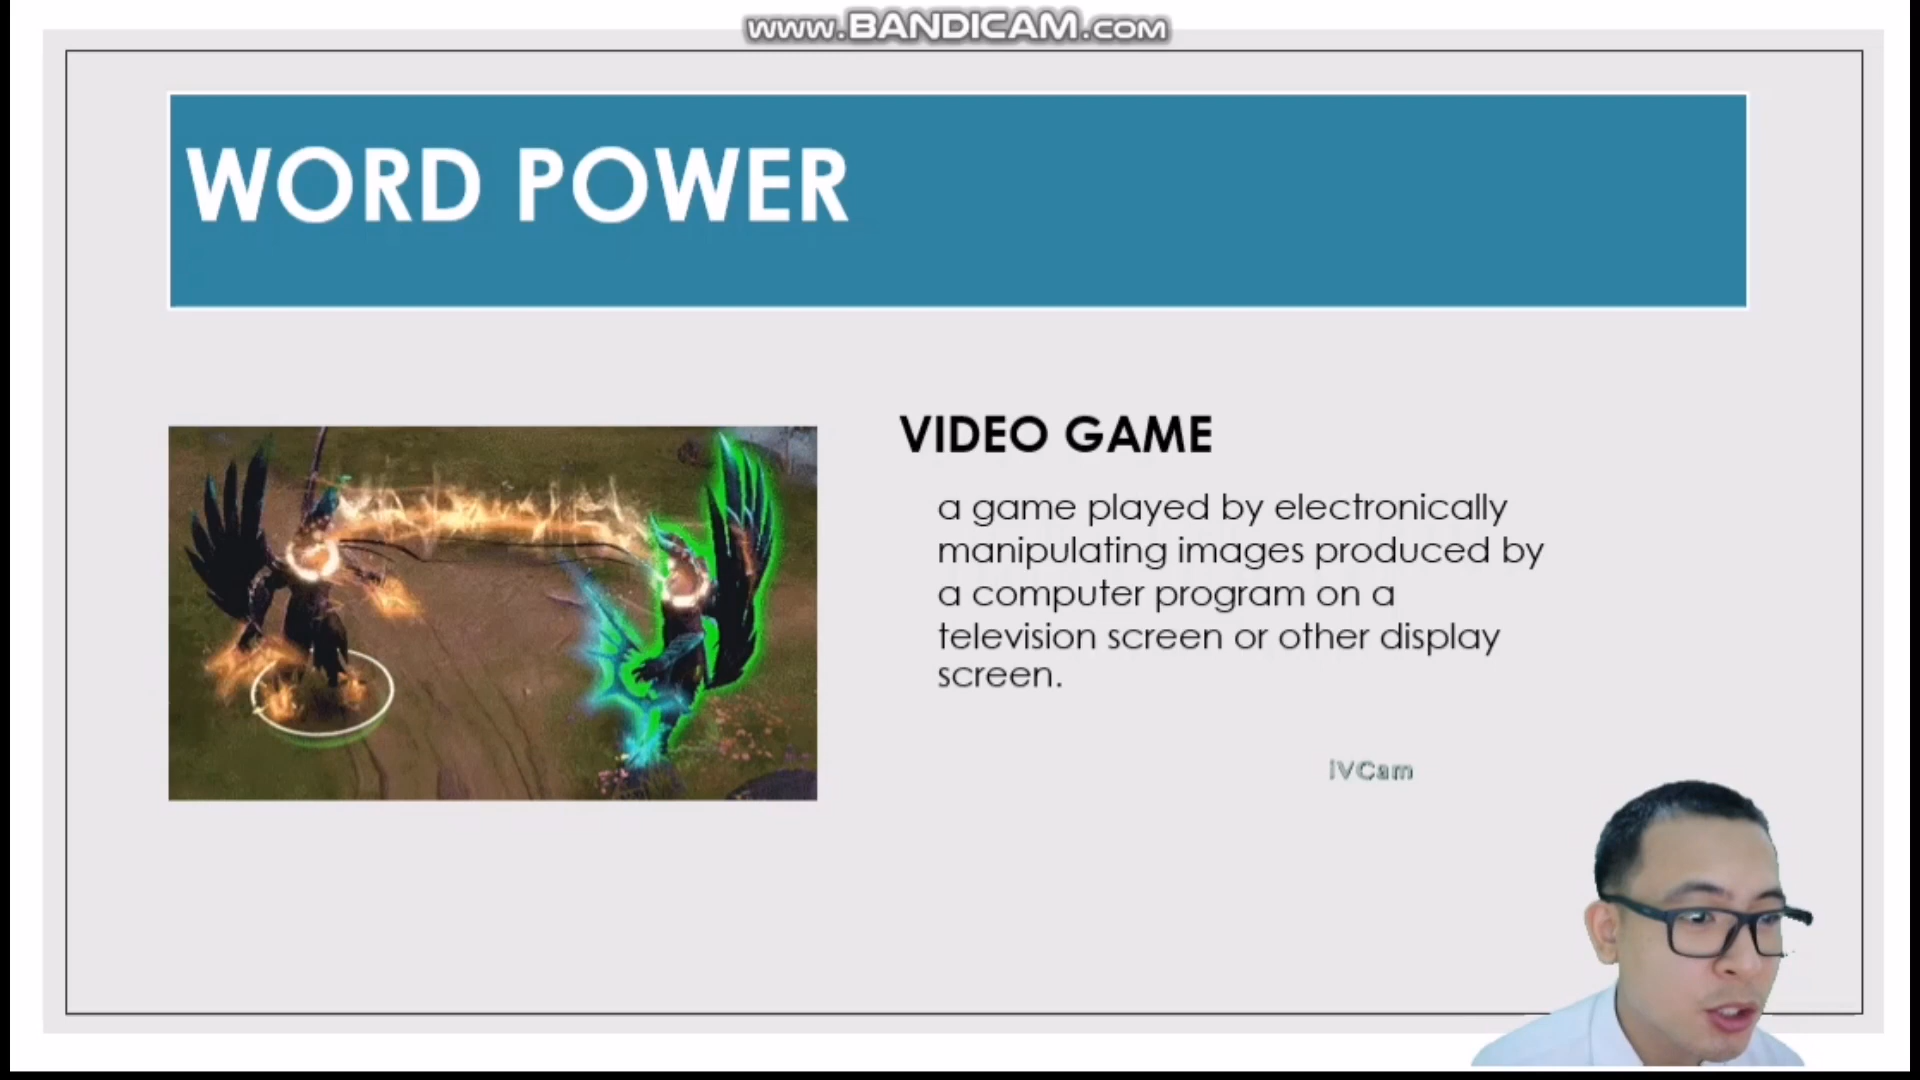 www.BANDICAM.com
WORD POWER
VIDEO GAME
a game played by electronically
manipulating images produced by
a computer program on a
television screen or other display
screen.
iVCam